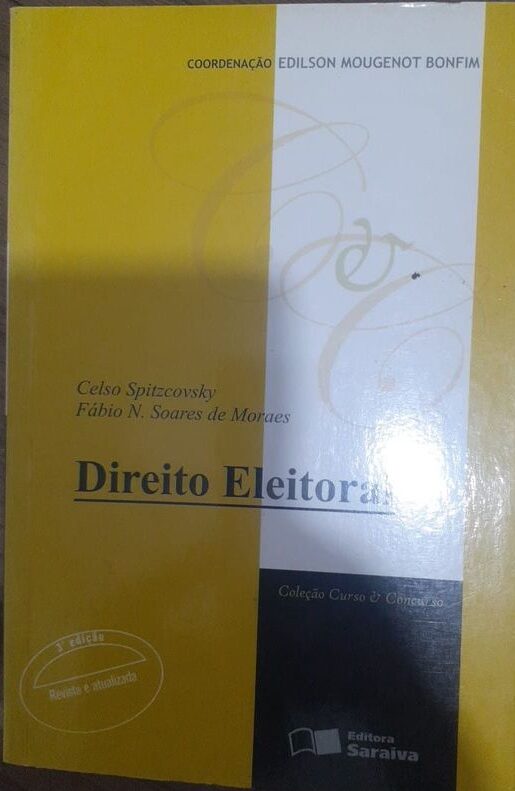 COORDENAÇÃO EDILSON MOUGENOT BONFIM
Celso Spitzcovsky
Fábio N. Soares de Moraes
Direito Eleitoral
Coleção Curso & Concurso
3ª edição
Revista e atualizada
Editora
Saraiva